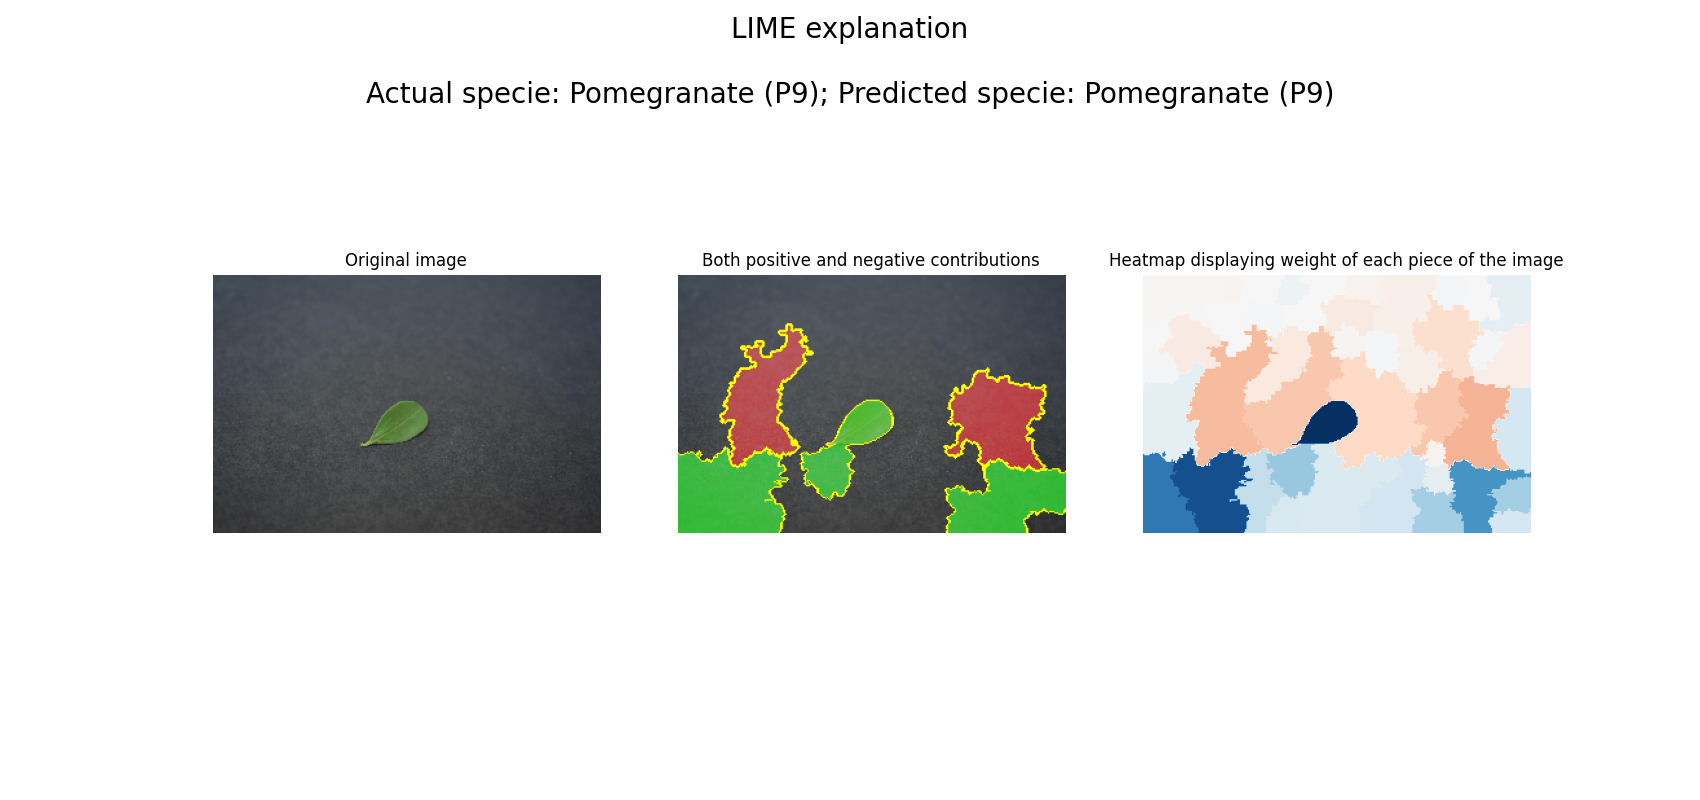 LIME explanation
Actual specie: Pomegranate (P9); Predicted specie: Pomegranate (P9)
Original image
Both positive and negative contributions
Heatmap displaying weight of each piece of the image